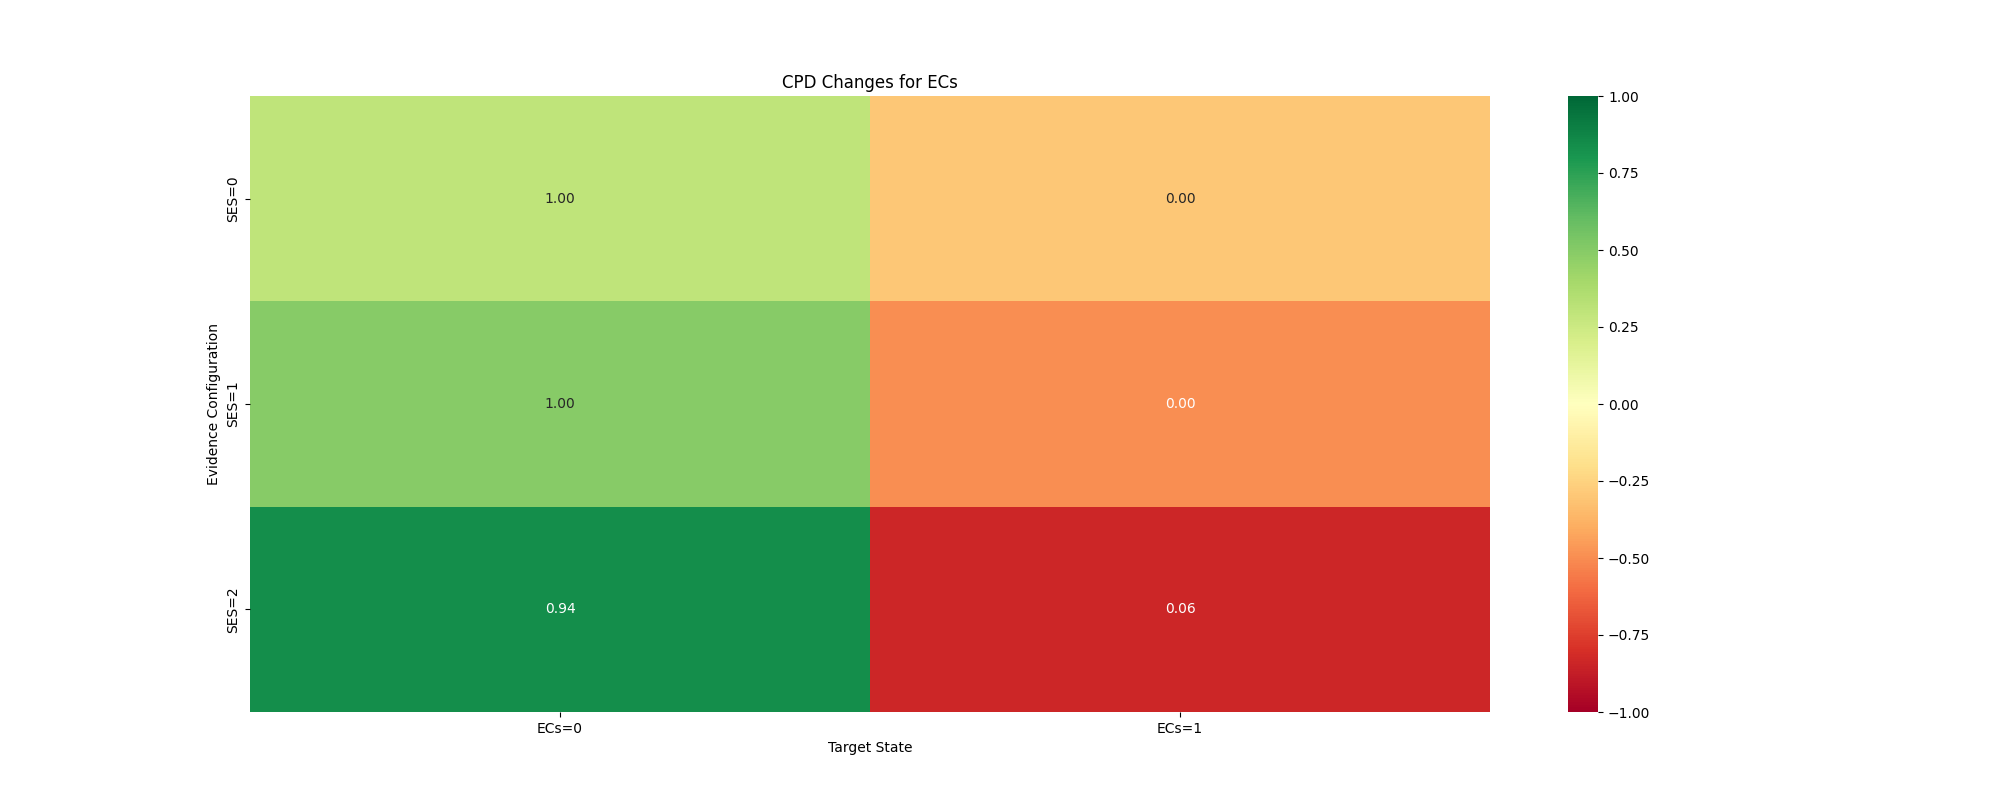 CPD Changes for ECs
Evidence Configuration
SES=0
1.00
0.00
SES=1
1.00
0.00
SES=2
0.94
0.06
ECs=0
ECs=1
Target State
1.00
0.75
0.50
0.25
0.00
−0.25
−0.50
−0.75
−1.00